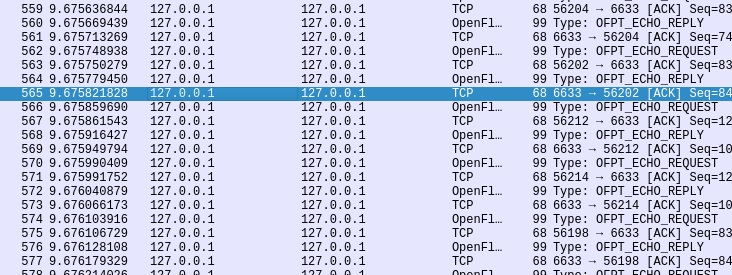 559 9.675636844 127.0.0.1 127.0.0.1 TCP 68 56204 → 6633 [ACK] Seq=83
560 9.675669439 127.0.0.1 127.0.0.1 OpenFl… 99 Type: OFPT_ECHO_REPLY
561 9.675713269 127.0.0.1 127.0.0.1 TCP 68 6633 → 56204 [ACK] Seq=74
562 9.675748938 127.0.0.1 127.0.0.1 OpenFl… 99 Type: OFPT_ECHO_REQUEST
563 9.675750279 127.0.0.1 127.0.0.1 TCP 68 56202 → 6633 [ACK] Seq=83
564 9.675779450 127.0.0.1 127.0.0.1 OpenFl… 99 Type: OFPT_ECHO_REPLY
565 9.675821828 127.0.0.1 127.0.0.1 TCP 68 6633 → 56202 [ACK] Seq=84
566 9.675859690 127.0.0.1 127.0.0.1 OpenFl… 99 Type: OFPT_ECHO_REQUEST
567 9.675861543 127.0.0.1 127.0.0.1 TCP 68 56212 → 6633 [ACK] Seq=12
568 9.675916427 127.0.0.1 127.0.0.1 OpenFl… 99 Type: OFPT_ECHO_REPLY
569 9.675949794 127.0.0.1 127.0.0.1 TCP 68 6633 → 56212 [ACK] Seq=10
570 9.675990409 127.0.0.1 127.0.0.1 OpenFl… 99 Type: OFPT_ECHO_REQUEST
571 9.675991752 127.0.0.1 127.0.0.1 TCP 68 56214 → 6633 [ACK] Seq=12
572 9.676040879 127.0.0.1 127.0.0.1 OpenFl… 99 Type: OFPT_ECHO_REPLY
573 9.676066173 127.0.0.1 127.0.0.1 TCP 68 6633 → 56214 [ACK] Seq=10
574 9.676103916 127.0.0.1 127.0.0.1 OpenFl… 99 Type: OFPT_ECHO_REQUEST
575 9.676106729 127.0.0.1 127.0.0.1 TCP 68 56198 → 6633 [ACK] Seq=83
576 9.676128108 127.0.0.1 127.0.0.1 OpenFl… 99 Type: OFPT_ECHO_REPLY
577 9.676179329 127.0.0.1 127.0.0.1 TCP 68 6633 → 56198 [ACK] Seq=84
578 9.676214026 127.0.0.1 127.0.0.1 OpenFl… 99 Type: OFPT_ECHO_REQUEST